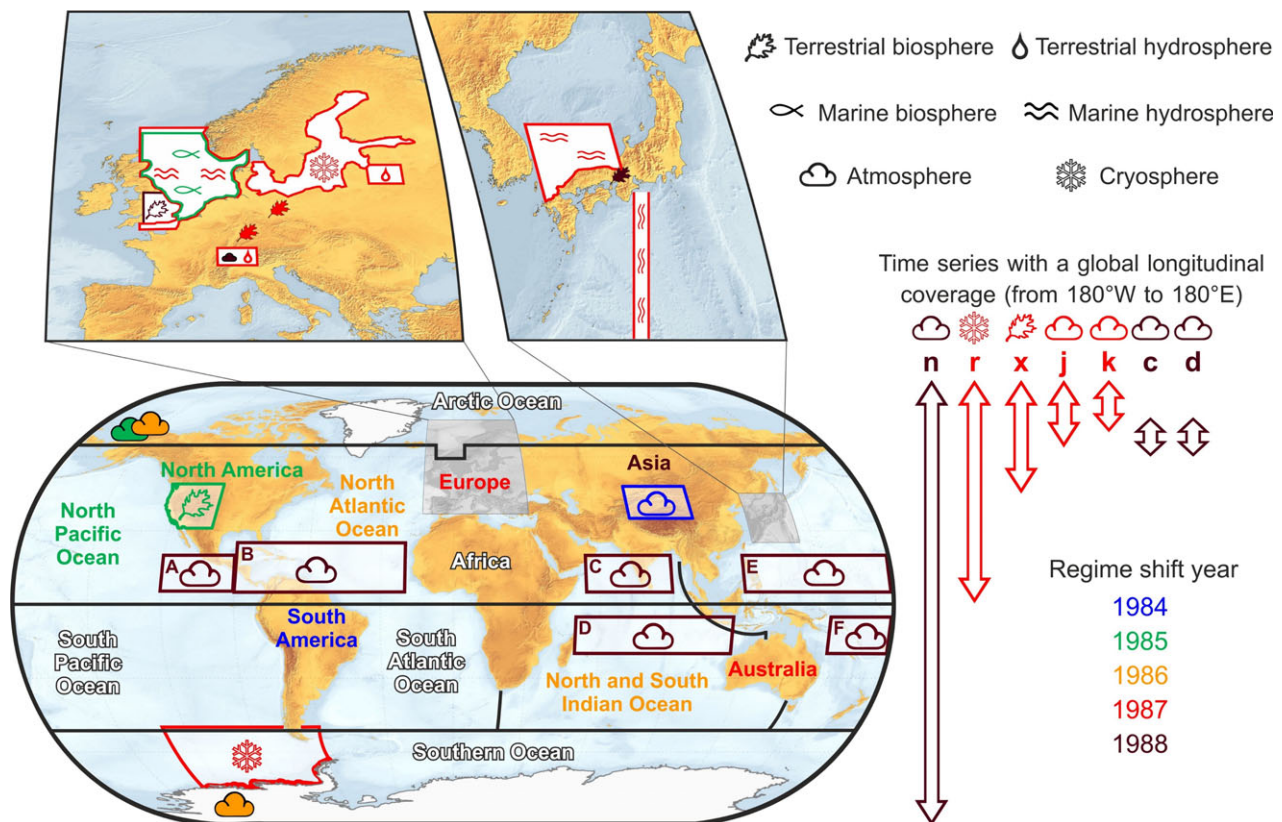 Terrestrial biosphere
Terrestrial hydrosphere
Marine biosphere
Marine hydrosphere
Atmosphere
Cryosphere
Time series with a global longitudinal
coverage (from 180°W to 180°E)
n r x j k c d
Arctic Ocean
North America
North
Pacific
Ocean
North
Atlantic
Ocean
Europe
Asia
Africa
A
B
C
E
South
Pacific
Ocean
South
America
South
Atlantic
Ocean
D
F
North and South
Indian Ocean
Australia
Southern Ocean
Regime shift year
1984
1985
1986
1987
1988